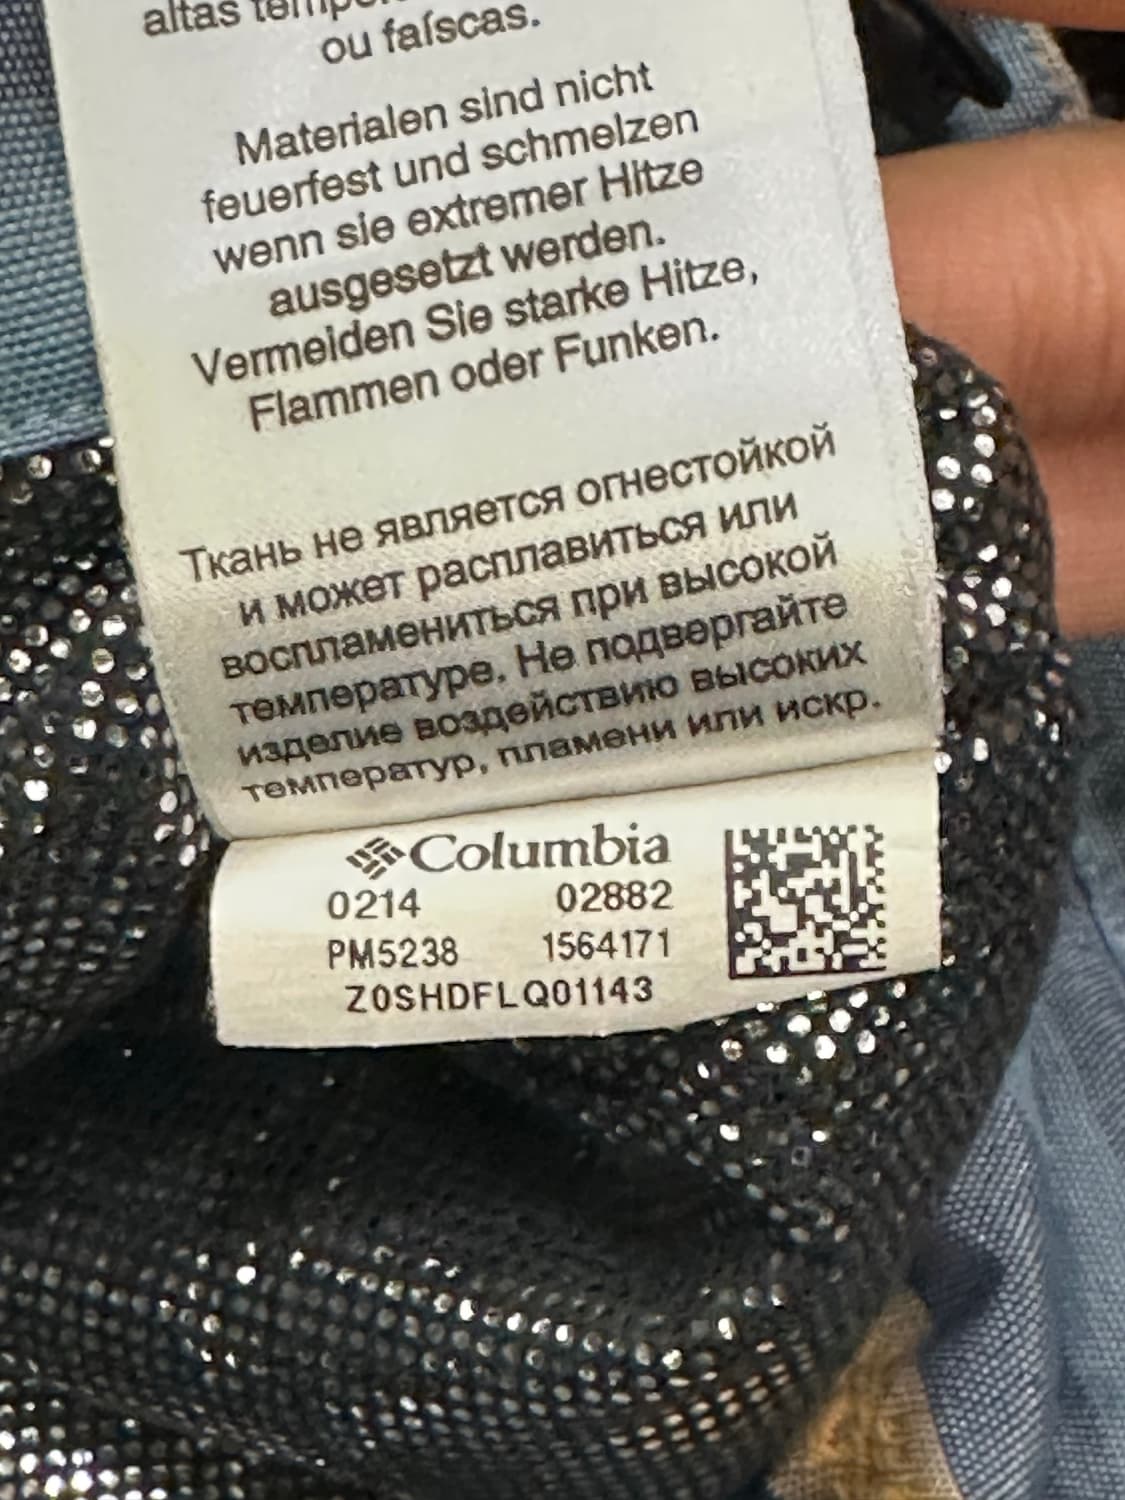 altas
ou faíscas.
Materialen sind nicht
feuerfest und schmelzen
wenn sie extremer Hitze
ausgesetzt werden.
Vermeiden Sie starke Hitze,
Flammen oder Funken.
Ткань не является огнестойкой
и может расплавиться или
воспламениться при высокой
температуре. Не подвергайте
изделие воздействию высоких
температур, пламени или искр.
Columbia
0214 02882
PM5238 1564171
Z0SHDFLQ01143